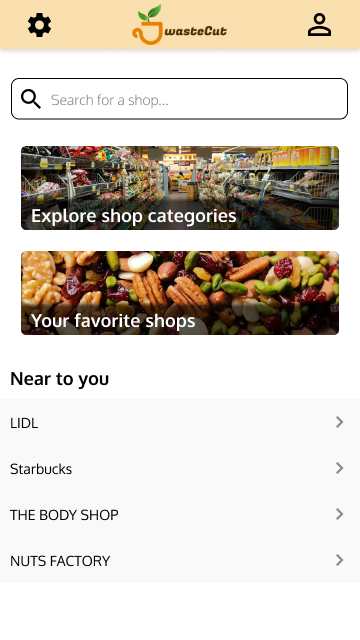 wasteCut
Search for a shop...
Explore shop categories
Your favorite shops
Near to you
LIDL
Starbucks
THE BODY SHOP
NUTS FACTORY